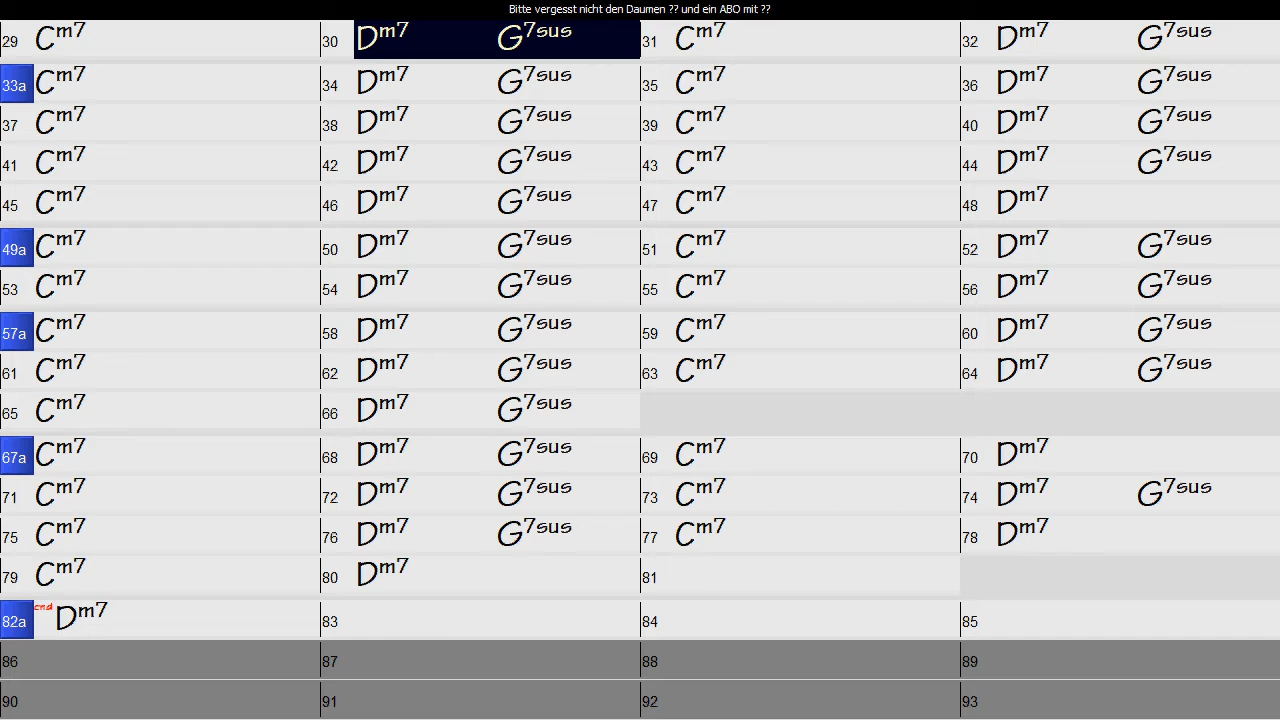 Bitte vergesst nicht den Daumen ?? und ein ABO mit ??
29 Cm7 30 Dm7 G7sus 31 Cm7 32 Dm7 G7sus
33a Cm7 34 Dm7 G7sus 35 Cm7 36 Dm7 G7sus
37 Cm7 38 Dm7 G7sus 39 Cm7 40 Dm7 G7sus
41 Cm7 42 Dm7 G7sus 43 Cm7 44 Dm7 G7sus
45 Cm7 46 Dm7 G7sus 47 Cm7 48 Dm7
49a Cm7 50 Dm7 G7sus 51 Cm7 52 Dm7 G7sus
53 Cm7 54 Dm7 G7sus 55 Cm7 56 Dm7 G7sus
57a Cm7 58 Dm7 G7sus 59 Cm7 60 Dm7 G7sus
61 Cm7 62 Dm7 G7sus 63 Cm7 64 Dm7 G7sus
65 Cm7 66 Dm7 G7sus
67a Cm7 68 Dm7 G7sus 69 Cm7 70 Dm7
71 Cm7 72 Dm7 G7sus 73 Cm7 74 Dm7 G7sus
75 Cm7 76 Dm7 G7sus 77 Cm7 78 Dm7
79 Cm7 80 Dm7 81
82a end Dm7 83 84 85
86 87 88 89
90 91 92 93